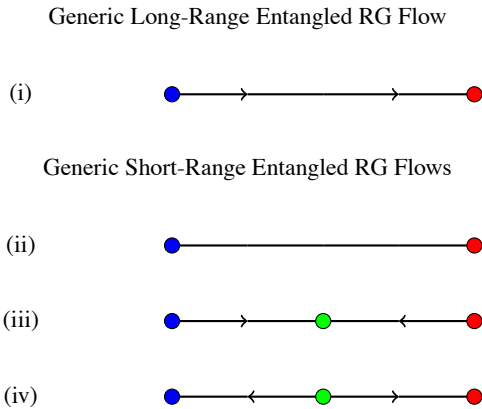 Generic Long-Range Entangled RG Flow
(i)
Generic Short-Range Entangled RG Flows
(ii)
(iii)
(iv)